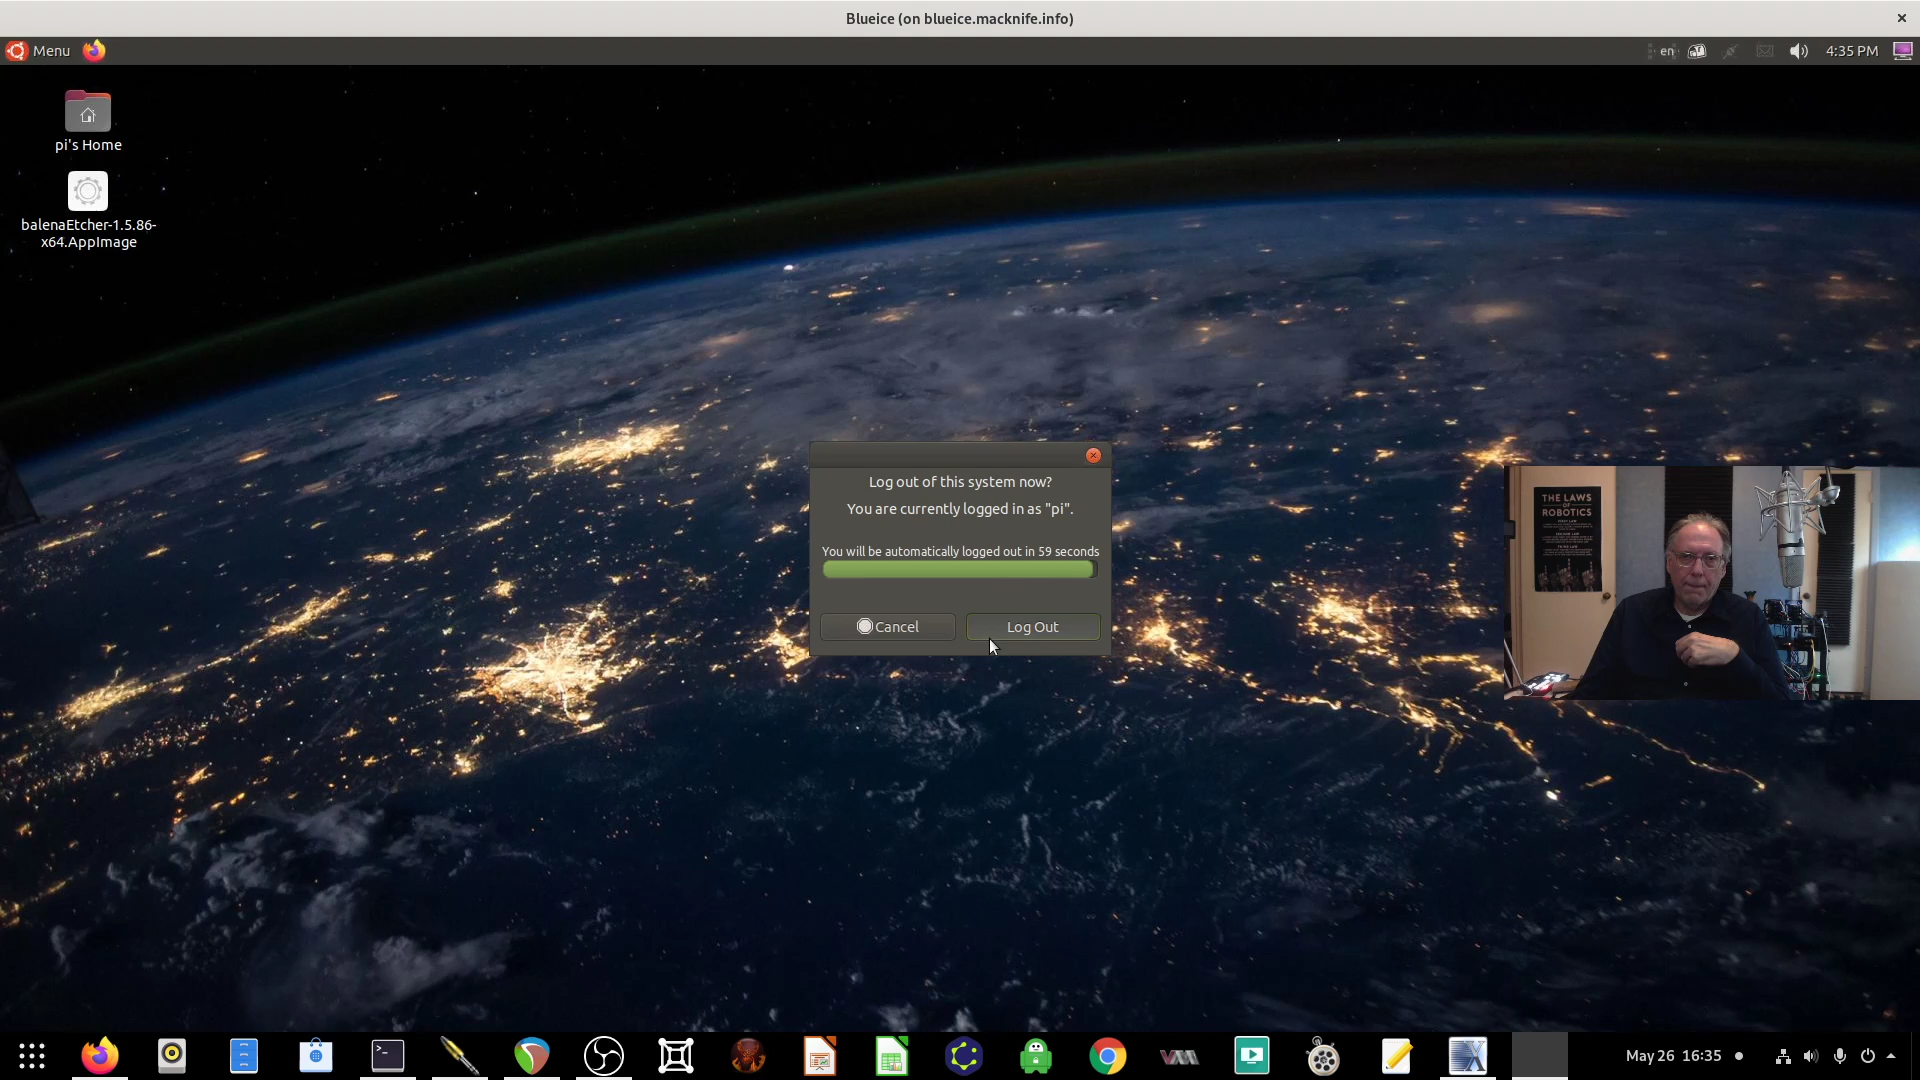 Blueice (on blueice.macknife.info)
Menu
en
4:35 PM
pi's Home
balenaEtcher-1.5.86-
x64.AppImage
Log out of this system now?
You are currently logged in as "pi".
You will be automatically logged out in 59 seconds
Cancel
Log Out
THE LAWS
OF
ROBOTICS
May 26 16:35